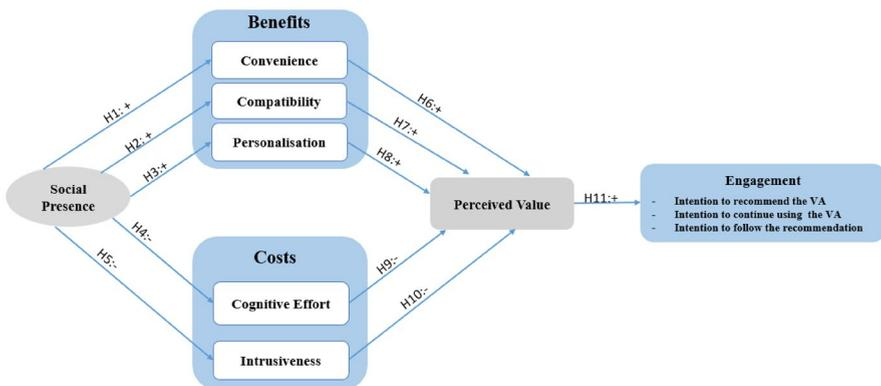 Benefits
Convenience
Compatibility
Personalisation
H1: +
H2: +
H3:+
H6:+
H7:+
H8:+
Social
Presence
Perceived Value
H11:+
Engagement
- Intention to recommend the VA
- Intention to continue using the VA
- Intention to follow the recommendation
H4:-
H5:-
Costs
Cognitive Effort
Intrusiveness
H9:-
H10:-